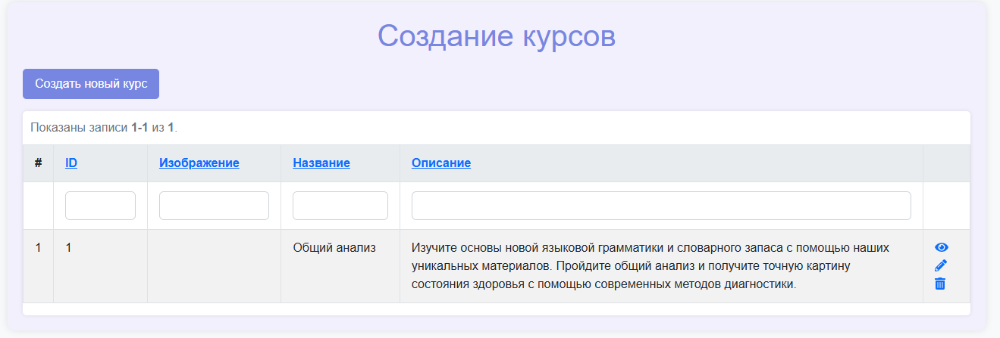 Создание курсов
Создать новый курс
Показаны записи 1-1 из 1.
# ID Изображение Название Описание
1 1 Общий анализ Изучите основы новой языковой грамматики и словарного запаса с помощью наших
уникальных материалов. Пройдите общий анализ и получите точную картину
состояния здоровья с помощью современных методов диагностики.